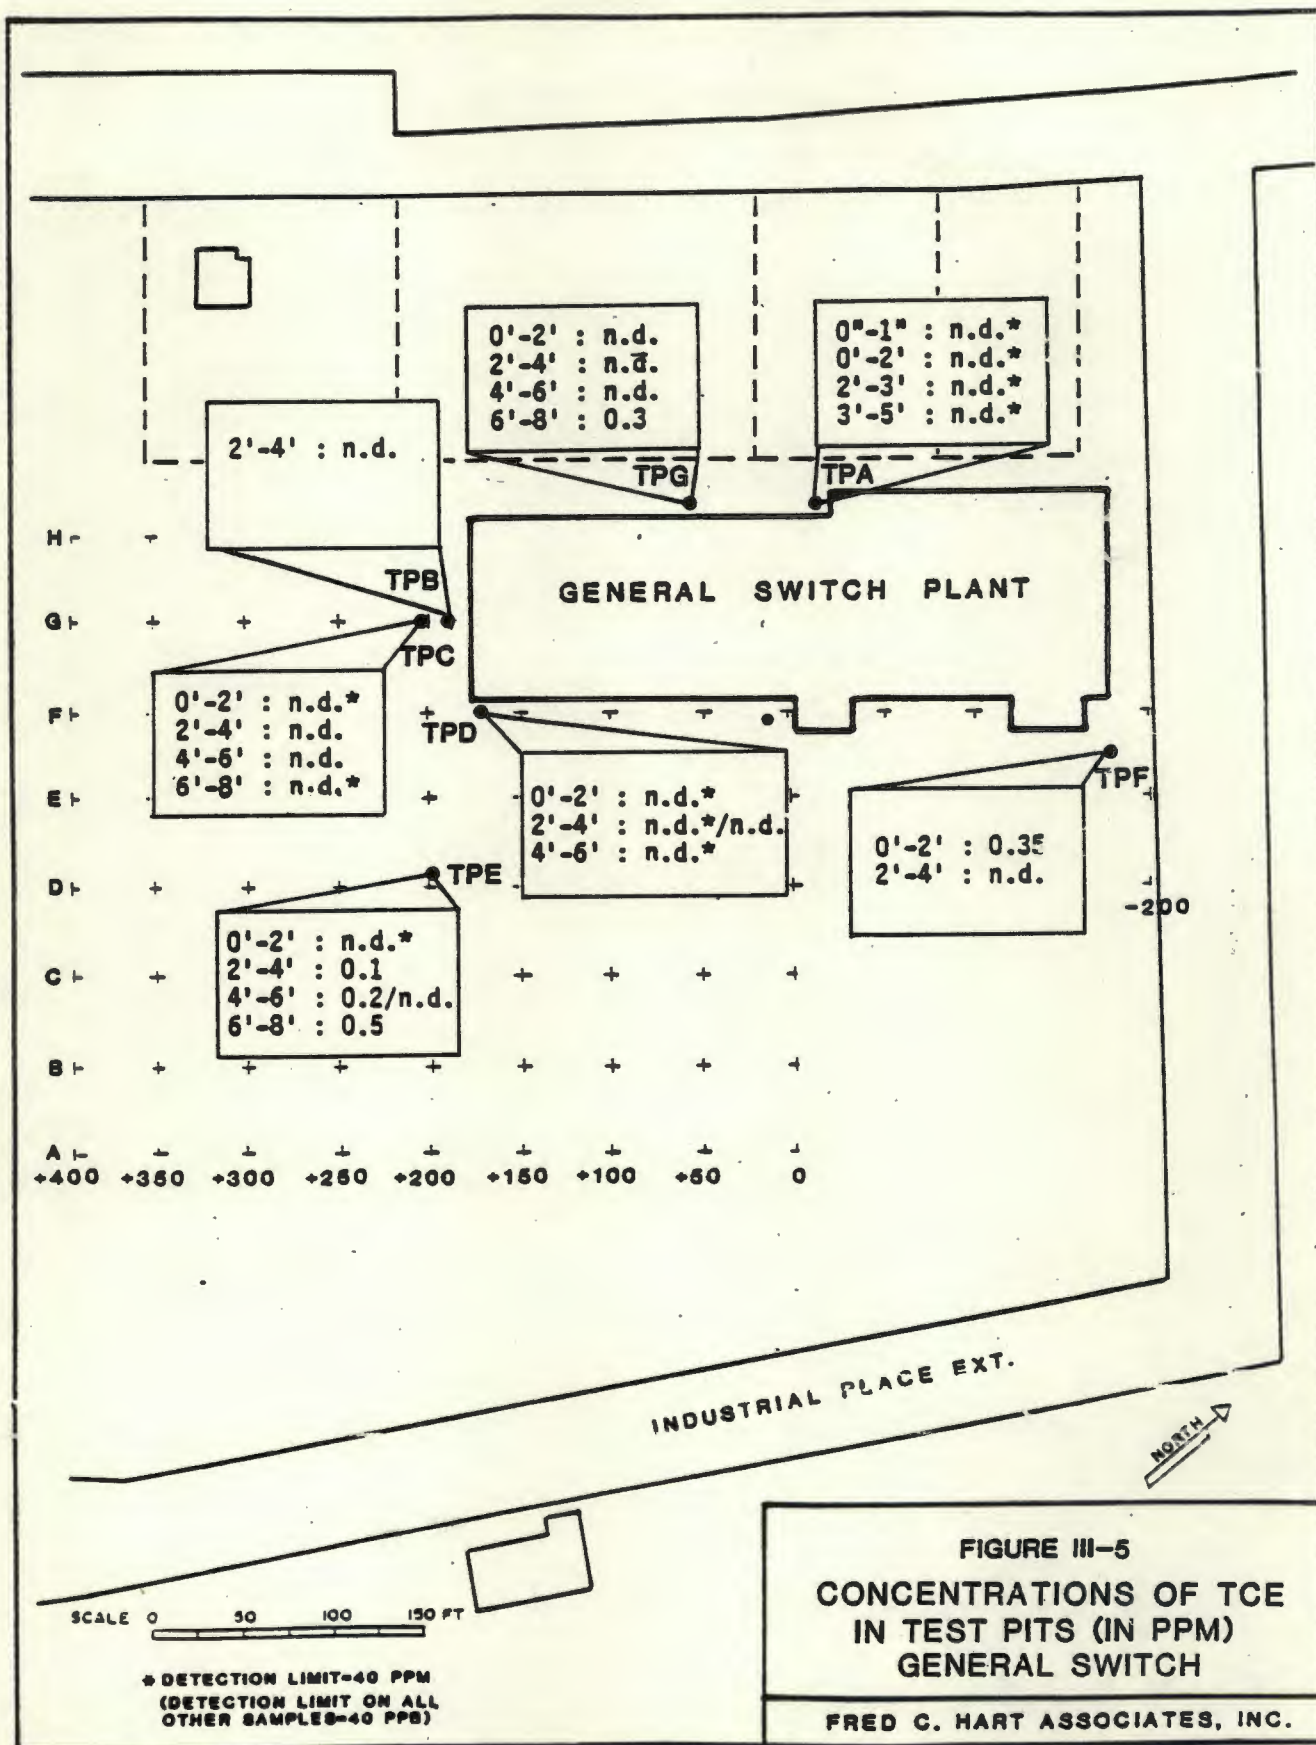 0'-2' : n.d.
2'-4' : n.d.
4'-6' : n.d.
6'-8' : 0.3
TPG
0"-1" : n.d.*
0'-2' : n.d.*
2'-3' : n.d.*
3'-5' : n.d.*
TPA
2'-4' : n.d.
TPB
GENERAL SWITCH PLANT
H
G
TPC
0'-2' : n.d.*
2'-4' : n.d.
4'-6' : n.d.
6'-8' : n.d.*
F
TPD
0'-2' : n.d.*
2'-4' : n.d.*/n.d.
4'-6' : n.d.*
TPF
0'-2' : 0.35
2'-4' : n.d.
E
D
TPE
-200
0'-2' : n.d.*
2'-4' : 0.1
4'-6' : 0.2/n.d.
6'-8' : 0.5
C
B
A
+400 +350 +300 +250 +200 +150 +100 +50 0
INDUSTRIAL PLACE EXT.
NORTH
SCALE 0 50 100 150 FT
* DETECTION LIMIT=40 PPM
(DETECTION LIMIT ON ALL
OTHER SAMPLES=40 PPB)
FIGURE III-5
CONCENTRATIONS OF TCE
IN TEST PITS (IN PPM)
GENERAL SWITCH
FRED C. HART ASSOCIATES, INC.